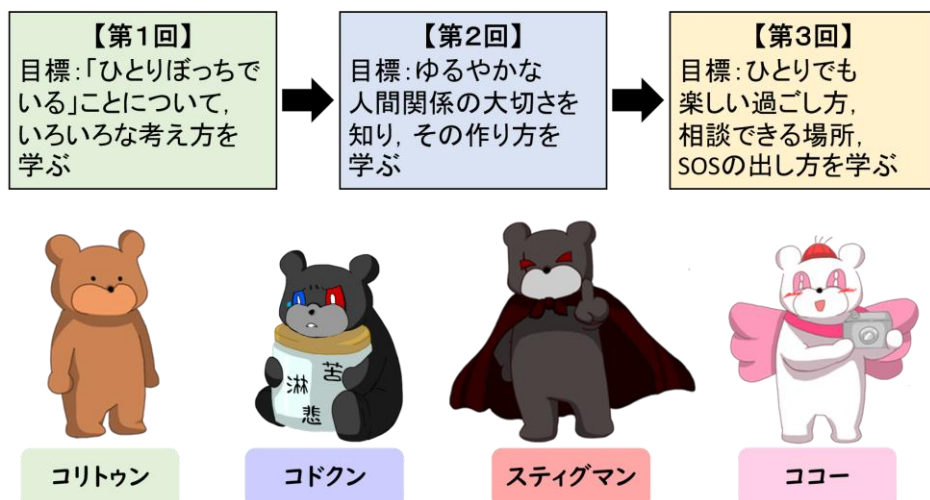 【第1回】
目標:「ひとりぼっちで
いる」ことについて,
いろいろな考え方を
学ぶ
【第2回】
目標:ゆるやかな
人間関係の大切さを
知り, その作り方を
学ぶ
【第3回】
目標:ひとりでも
楽しい過ごし方,
相談できる場所,
SOSの出し方を学ぶ
苦
淋
悲
コリトゥン
コドクン
スティグマン
ココー